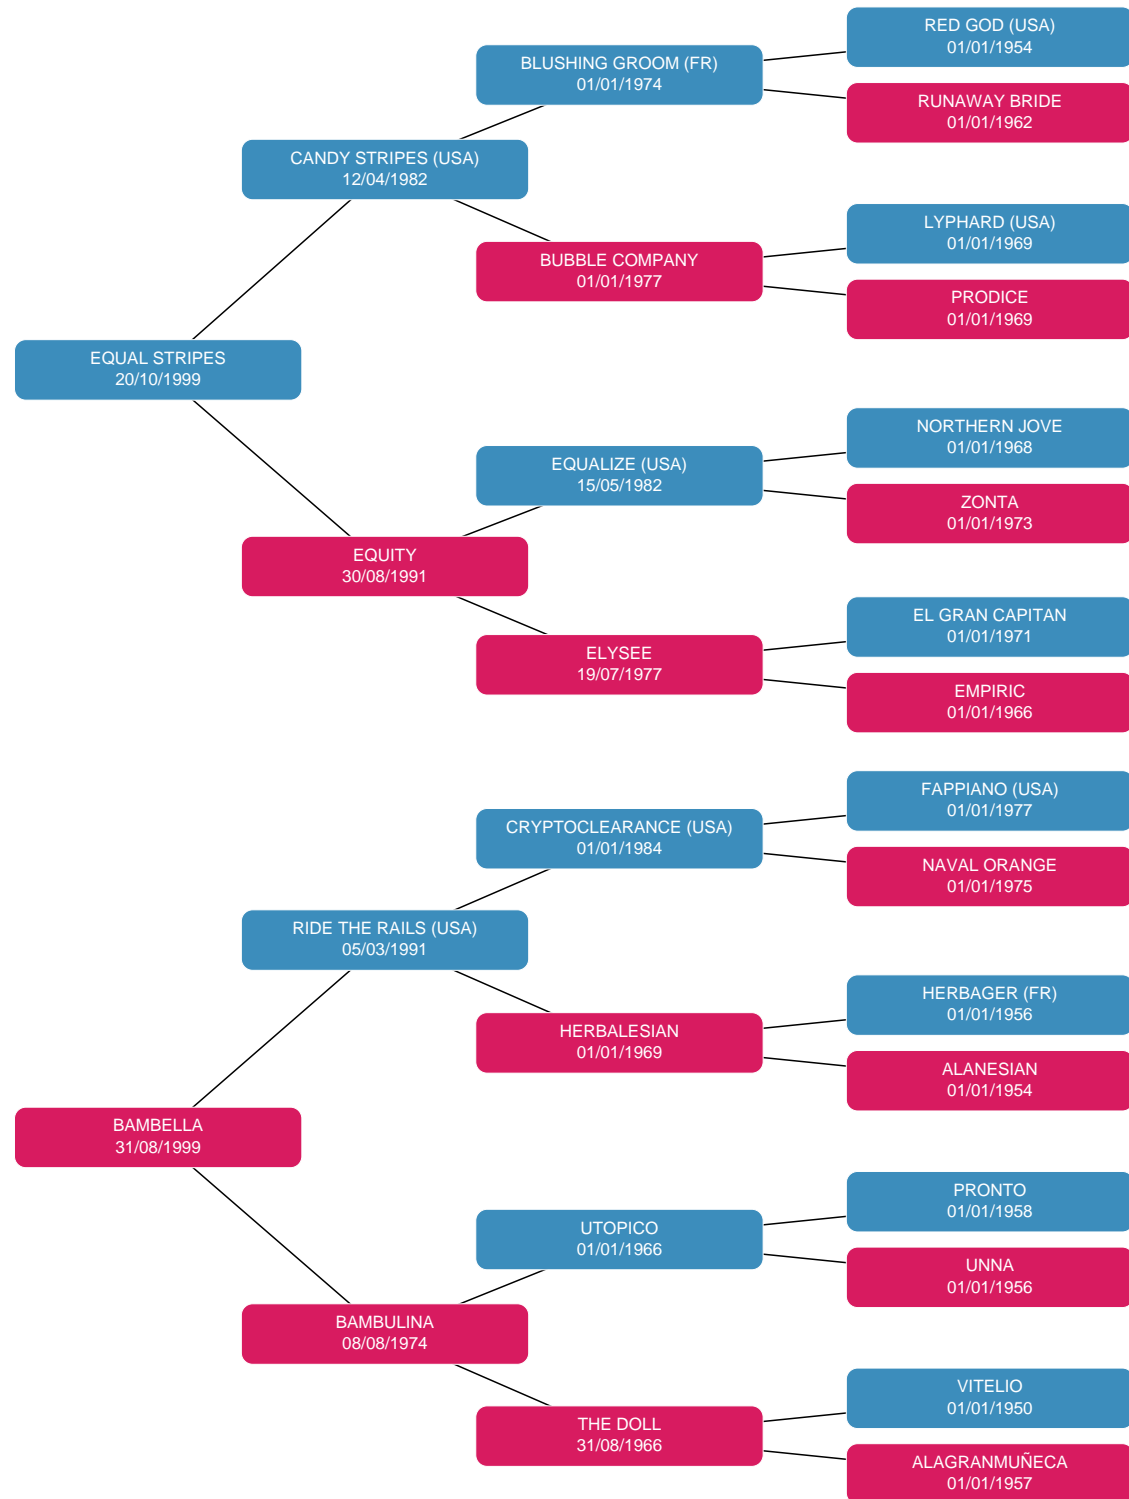 RED GOD (USA)
01/01/1954
BLUSHING GROOM (FR)
01/01/1974
RUNAWAY BRIDE
01/01/1962
CANDY STRIPES (USA)
12/04/1982
LYPHARD (USA)
01/01/1969
BUBBLE COMPANY
01/01/1977
PRODICE
01/01/1969
EQUAL STRIPES
20/10/1999
NORTHERN JOVE
01/01/1968
EQUALIZE (USA)
15/05/1982
ZONTA
01/01/1973
EQUITY
30/08/1991
EL GRAN CAPITAN
01/01/1971
ELYSEE
19/07/1977
EMPIRIC
01/01/1966
FAPPIANO (USA)
01/01/1977
CRYPTOCLEARANCE (USA)
01/01/1984
NAVAL ORANGE
01/01/1975
RIDE THE RAILS (USA)
05/03/1991
HERBAGER (FR)
01/01/1956
HERBALESIAN
01/01/1969
ALANESIAN
01/01/1954
BAMBELLA
31/08/1999
PRONTO
01/01/1958
UTOPICO
01/01/1966
UNNA
01/01/1956
BAMBULINA
08/08/1974
VITELIO
01/01/1950
THE DOLL
31/08/1966
ALAGRANMUÑECA
01/01/1957